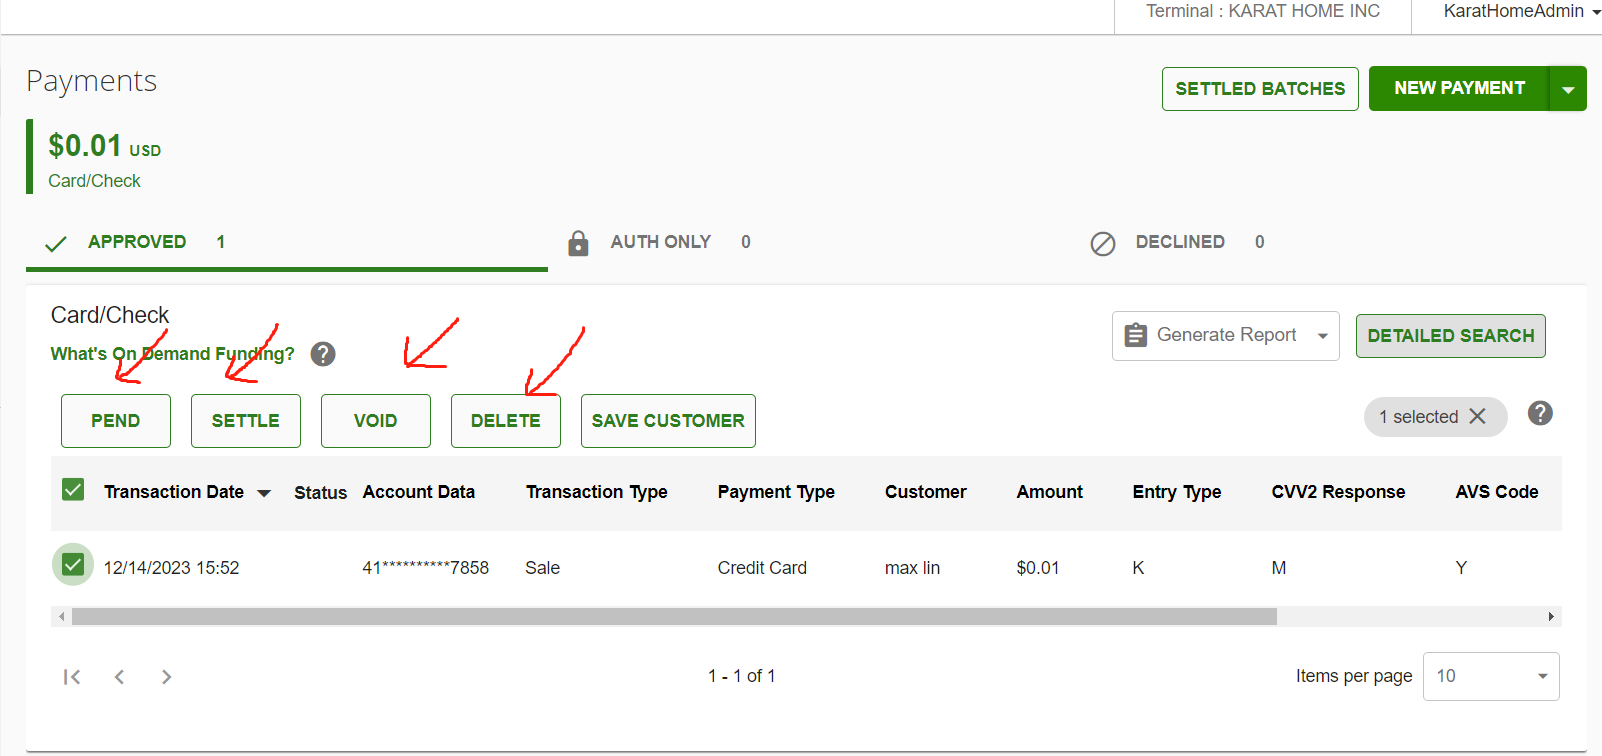 Terminal : KARAT HOME INC KaratHomeAdmin
Payments
SETTLED BATCHES NEW PAYMENT
$0.01 USD
Card/Check
APPROVED 1 AUTH ONLY 0 DECLINED 0
Card/Check
What's On Demand Funding? ?
Generate Report DETAILED SEARCH
PEND SETTLE VOID DELETE SAVE CUSTOMER
1 selected ?
Transaction Date Status Account Data Transaction Type Payment Type Customer Amount Entry Type CVV2 Response AVS Code
12/14/2023 15:52 41**********7858 Sale Credit Card max lin $0.01 K M Y
1 - 1 of 1 Items per page 10